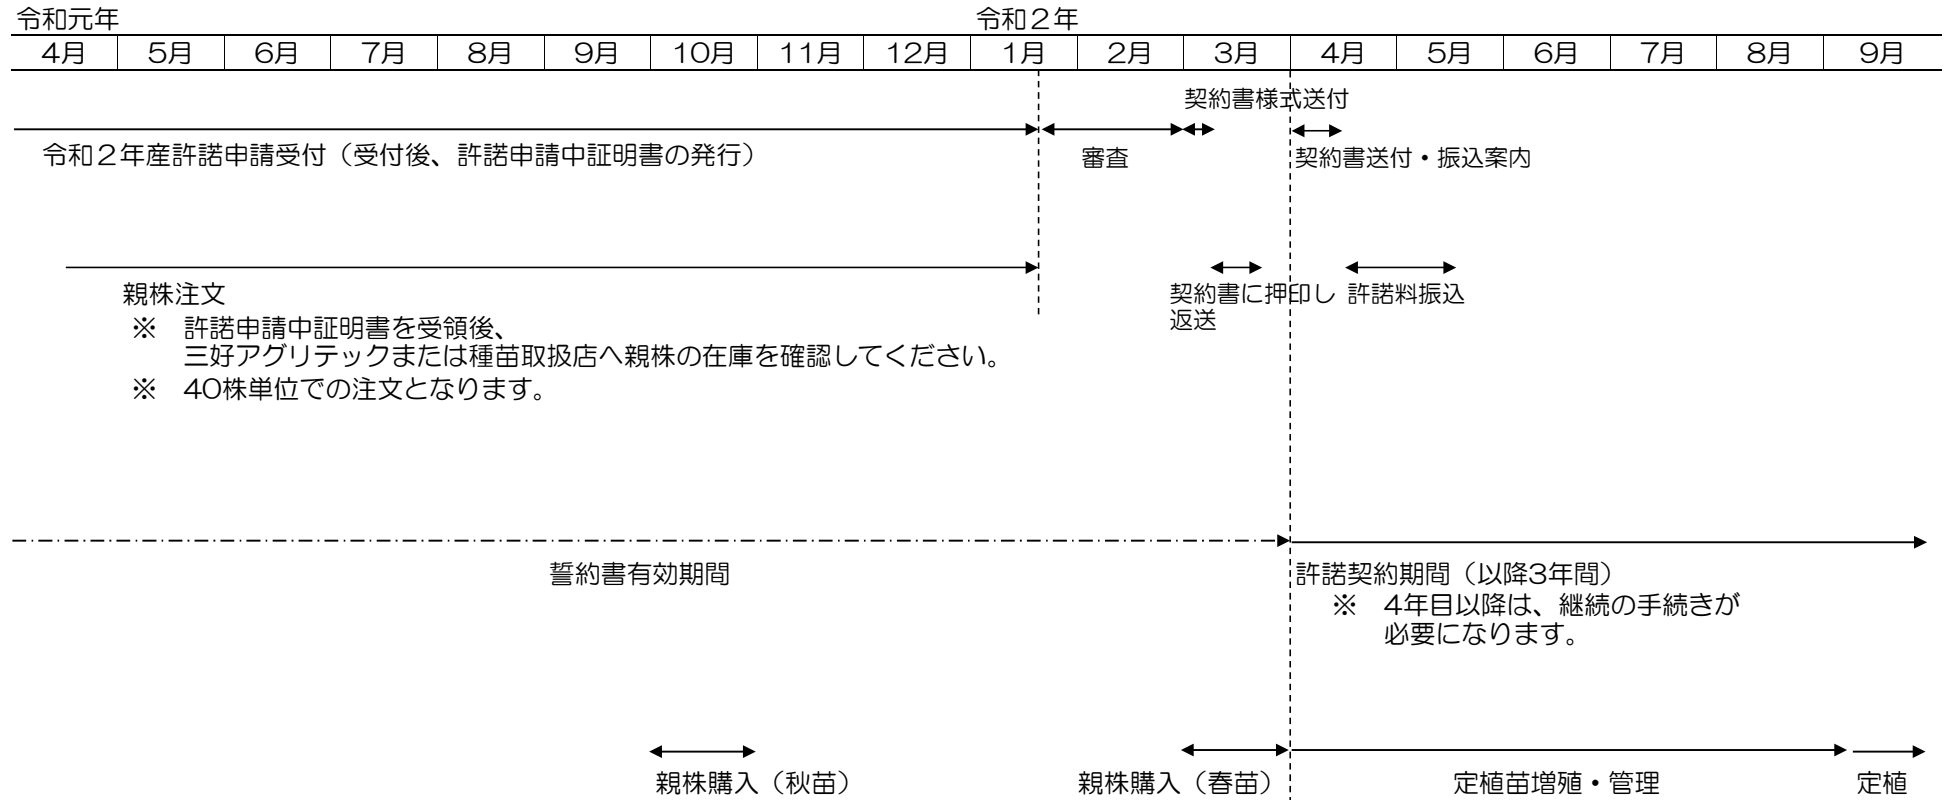 令和元年 令和２年
4月 5月 6月 7月 8月 9月 10月 11月 12月 1月 2月 3月 4月 5月 6月 7月 8月 9月
契約書様式送付
令和２年産許諾申請受付（受付後、許諾申請中証明書の発行） 審査 契約書送付・振込案内
親株注文
※　許諾申請中証明書を受領後、
三好アグリテックまたは種苗取扱店へ親株の在庫を確認してください。
※　40株単位での注文となります。
契約書に押印し
返送
許諾料振込
誓約書有効期間
許諾契約期間（以降3年間）
※　4年目以降は、継続の手続きが
必要になります。
親株購入（秋苗） 親株購入（春苗） 定植苗増殖・管理 定植